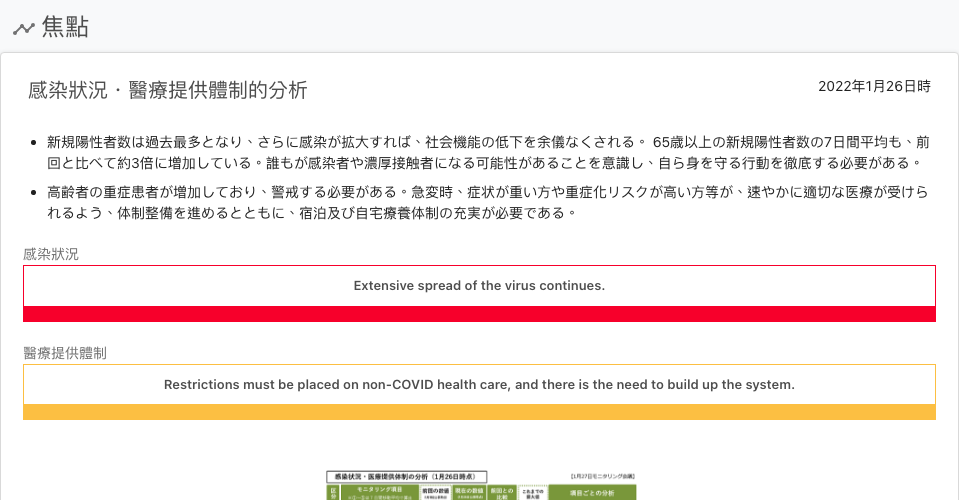 焦點
感染狀況・醫療提供體制的分析
2022年1月26日時
新規陽性者数は過去最多となり、さらに感染が拡大すれば、社会機能の低下を余儀なくされる。 65歳以上の新規陽性者数の7日間平均も、前
回と比べて約3倍に増加している。誰もが感染者や濃厚接触者になる可能性があることを意識し、自ら身を守る行動を徹底する必要がある。
高齢者の重症患者が増加しており、警戒する必要がある。急変時、症状が重い方や重症化リスクが高い方等が、速やかに適切な医療が受けら
れるよう、体制整備を進めるとともに、宿泊及び自宅療養体制の充実が必要である。
感染狀況
Extensive spread of the virus continues.
醫療提供體制
Restrictions must be placed on non-COVID health care, and there is the need to build up the system.
感染状況・医療提供体制の分析（1月26日時点）
【1月27日モニタリング会議】
区分 モニタリング項目 前回の数値 現在の数値 前回との比較 これまでの最大値 項目ごとの分析